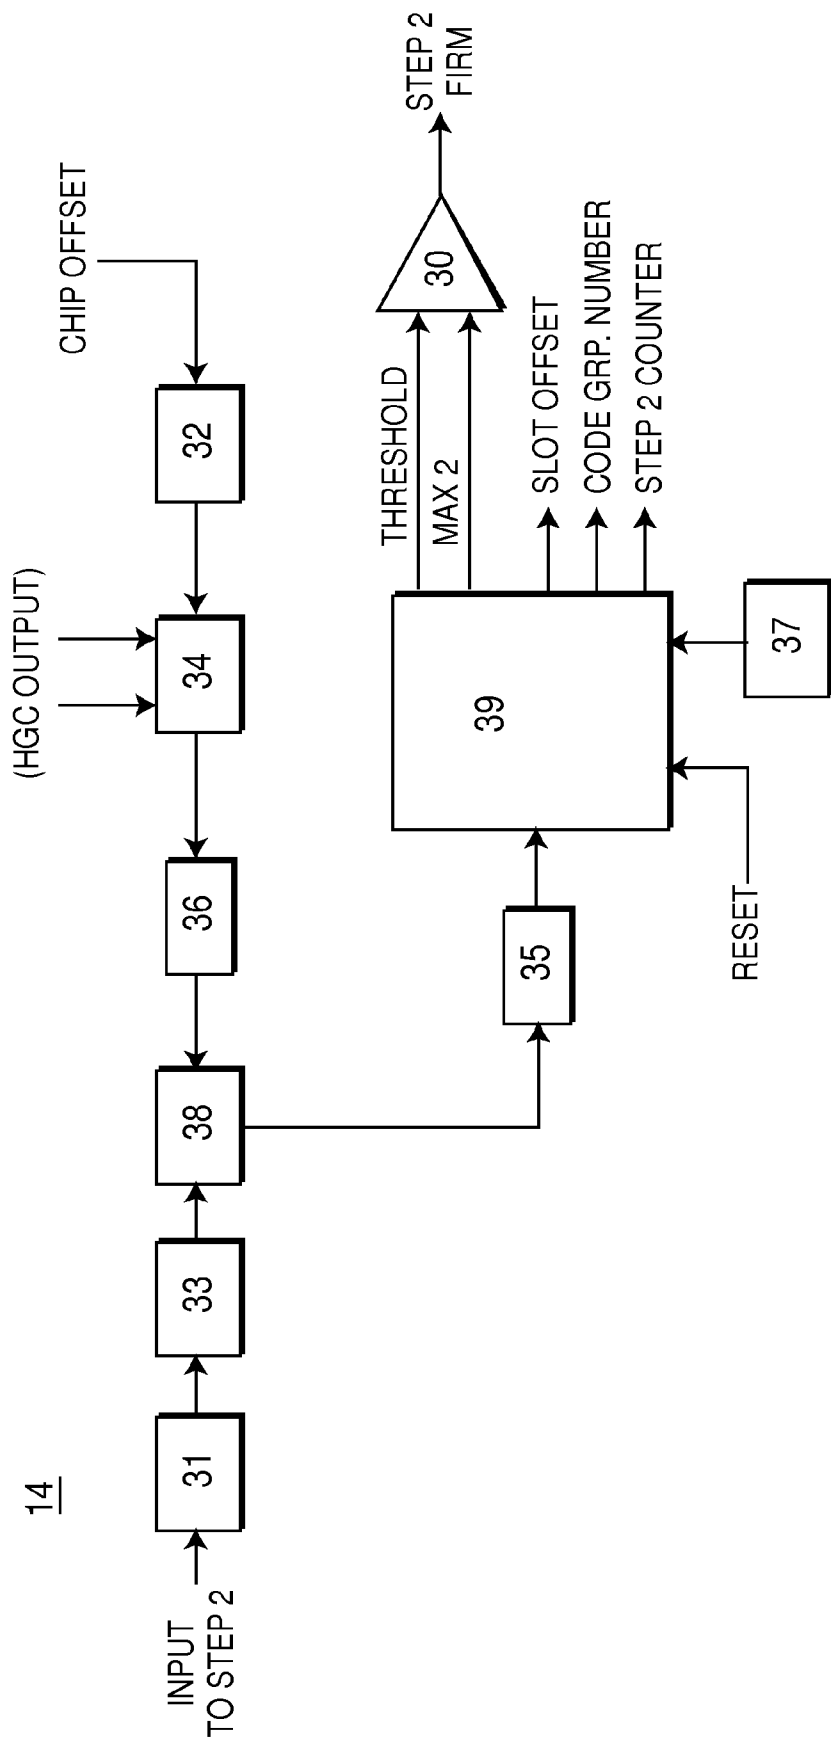 14
INPUT
TO STEP 2
31
33
38
36
34
32
(HGC OUTPUT)
CHIP OFFSET
35
39
RESET
37
THRESHOLD
MAX 2
30
STEP 2
FIRM
SLOT OFFSET
CODE GRP. NUMBER
STEP 2 COUNTER